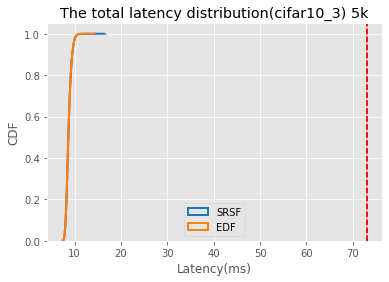 The total latency distribution(cifar10_3) 5k
CDF
1.0
0.8
0.6
0.4
0.2
0.0
SRSF
EDF
10 20 30 40 50 60 70
Latency(ms)